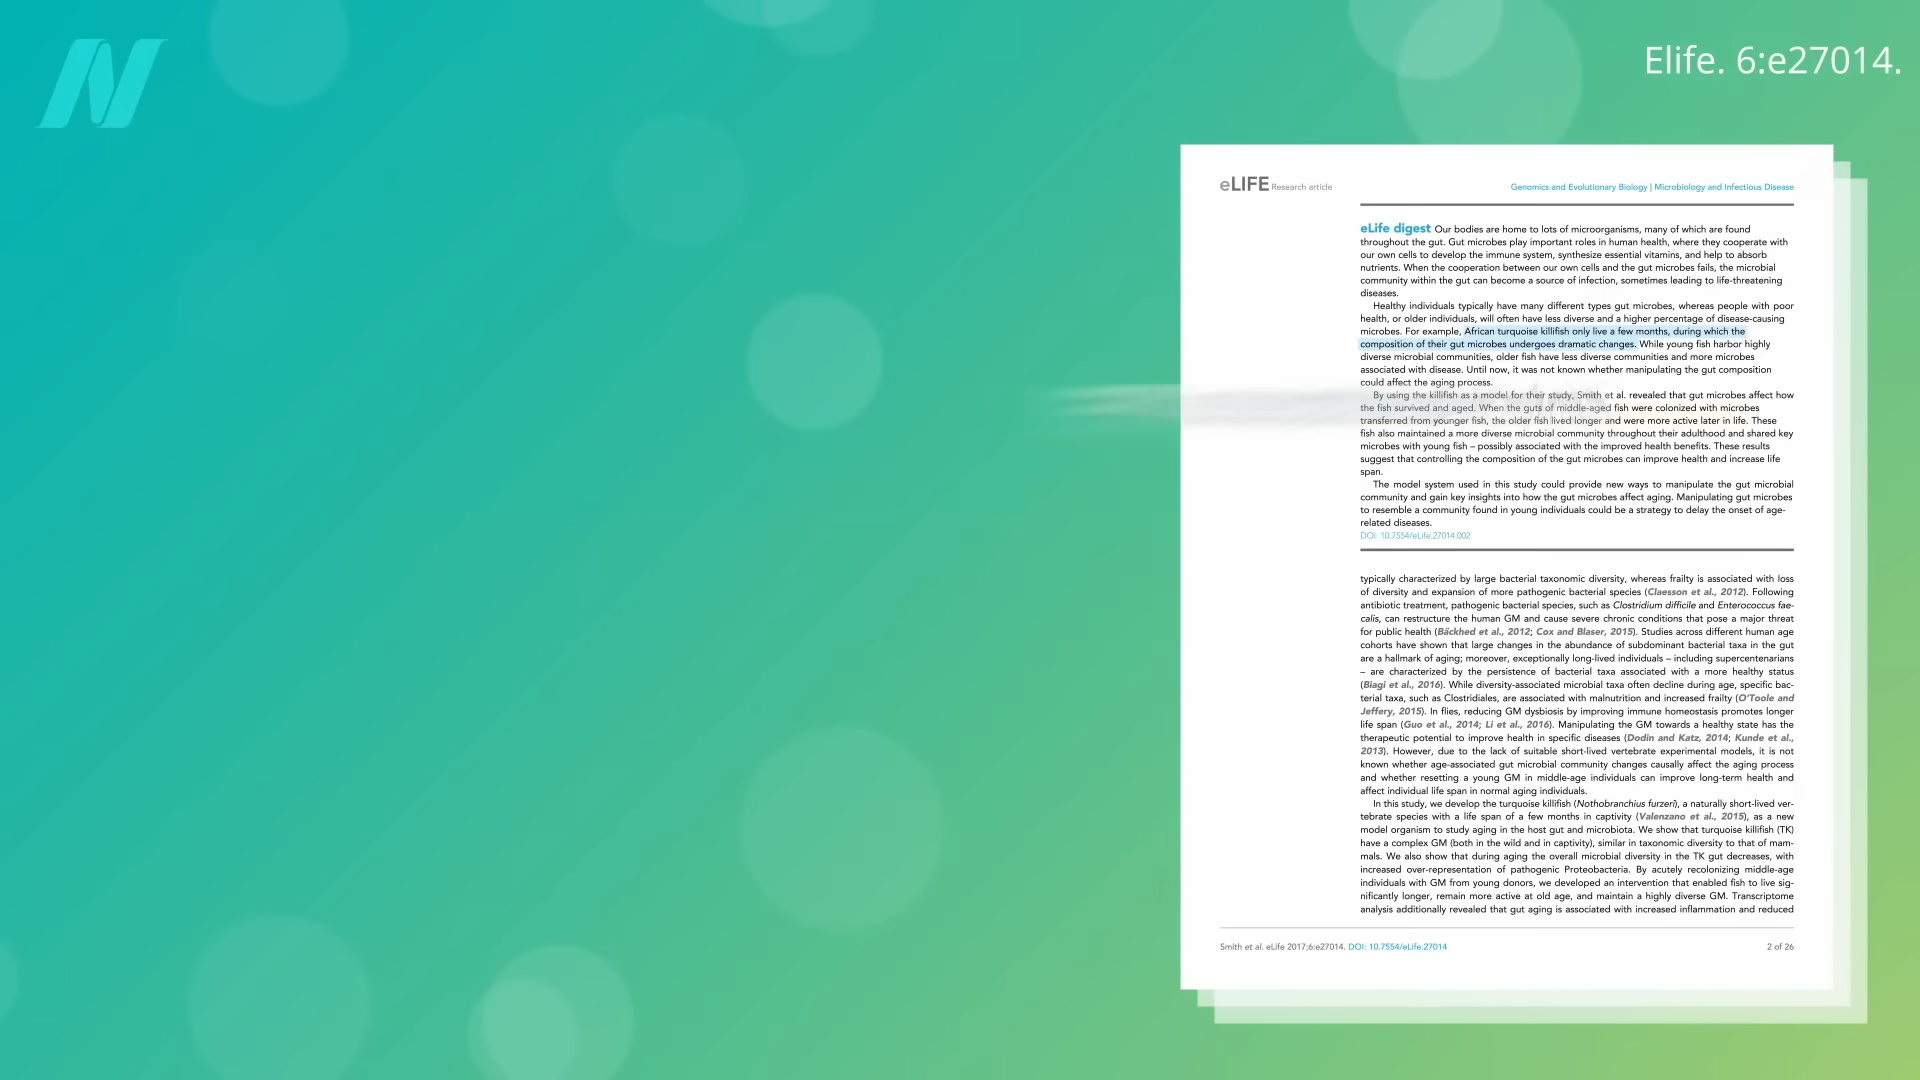 Elife. 6:e27014.
eLIFE Research article
Genomics and Evolutionary Biology | Microbiology and Infectious Disease
eLife digest Our bodies are home to lots of microorganisms, many of which are found
throughout the gut. Gut microbes play important roles in human health, where they cooperate with
our own cells to develop the immune system, synthesize essential vitamins, and help to absorb
nutrients. When the cooperation between our own cells and the gut microbes fails, the microbial
community within the gut can become a source of infection, sometimes leading to life-threatening
diseases.
Healthy individuals typically have many different types gut microbes, whereas people with poor
health, or older individuals, will often have less diverse and a higher percentage of disease-causing
microbes. For example, African turquoise killifish only live a few months, during which the
composition of their gut microbes undergoes dramatic changes. While young fish harbor highly
diverse microbial communities, older fish have less diverse communities and more microbes
associated with disease. Until now, it was not known whether manipulating the gut composition
could affect the aging process.
By using the killifish as a model for their study, Smith et al. revealed that gut microbes affect how
the fish survived and aged. When the guts of middle-aged fish were colonized with microbes
transferred from younger fish, the older fish lived longer and were more active later in life. These
fish also maintained a more diverse microbial community throughout their adulthood and shared key
microbes with young fish – possibly associated with the improved health benefits. These results
suggest that controlling the composition of the gut microbes can improve health and increase life
span.
The model system used in this study could provide new ways to manipulate the gut microbial
community and gain key insights into how the gut microbes affect aging. Manipulating gut microbes
to resemble a community found in young individuals could be a strategy to delay the onset of age-
related diseases.
DOI: 10.7554/eLife.27014.002
typically characterized by large bacterial taxonomic diversity, whereas frailty is associated with loss
of diversity and expansion of more pathogenic bacterial species (Claesson et al., 2012). Following
antibiotic treatment, pathogenic bacterial species, such as Clostridium difficile and Enterococcus fae-
calis, can restructure the human GM and cause severe chronic conditions that pose a major threat
for public health (Bäckhed et al., 2012; Cox and Blaser, 2015). Studies across different human age
cohorts have shown that large changes in the abundance of subdominant bacterial taxa in the gut
are a hallmark of aging; moreover, exceptionally long-lived individuals – including supercentenarians
– are characterized by the persistence of bacterial taxa associated with a more healthy status
(Biagi et al., 2016). While diversity-associated microbial taxa often decline during age, specific bac-
terial taxa, such as Clostridiales, are associated with malnutrition and increased frailty (O'Toole and
Jeffery, 2015). In flies, reducing GM dysbiosis by improving immune homeostasis promotes longer
life span (Guo et al., 2014; Li et al., 2016). Manipulating the GM towards a healthy state has the
therapeutic potential to improve health in specific diseases (Dodin and Katz, 2014; Kunde et al.,
2013). However, due to the lack of suitable short-lived vertebrate experimental models, it is not
known whether age-associated gut microbial community changes causally affect the aging process
and whether resetting a young GM in middle-age individuals can improve long-term health and
affect individual life span in normal aging individuals.
In this study, we develop the turquoise killifish (Nothobranchius furzeri), a naturally short-lived ver-
tebrate species with a life span of a few months in captivity (Valenzano et al., 2015), as a new
model organism to study aging in the host gut and microbiota. We show that turquoise killifish (TK)
have a complex GM (both in the wild and in captivity), similar in taxonomic diversity to that of mam-
mals. We also show that during aging the overall microbial diversity in the TK gut decreases, with
increased over-representation of pathogenic Proteobacteria. By acutely recolonizing middle-age
individuals with GM from young donors, we developed an intervention that enabled fish to live sig-
nificantly longer, remain more active at old age, and maintain a highly diverse GM. Transcriptome
analysis additionally revealed that gut aging is associated with increased inflammation and reduced
Smith et al. eLife 2017;6:e27014. DOI: 10.7554/eLife.27014
2 of 26